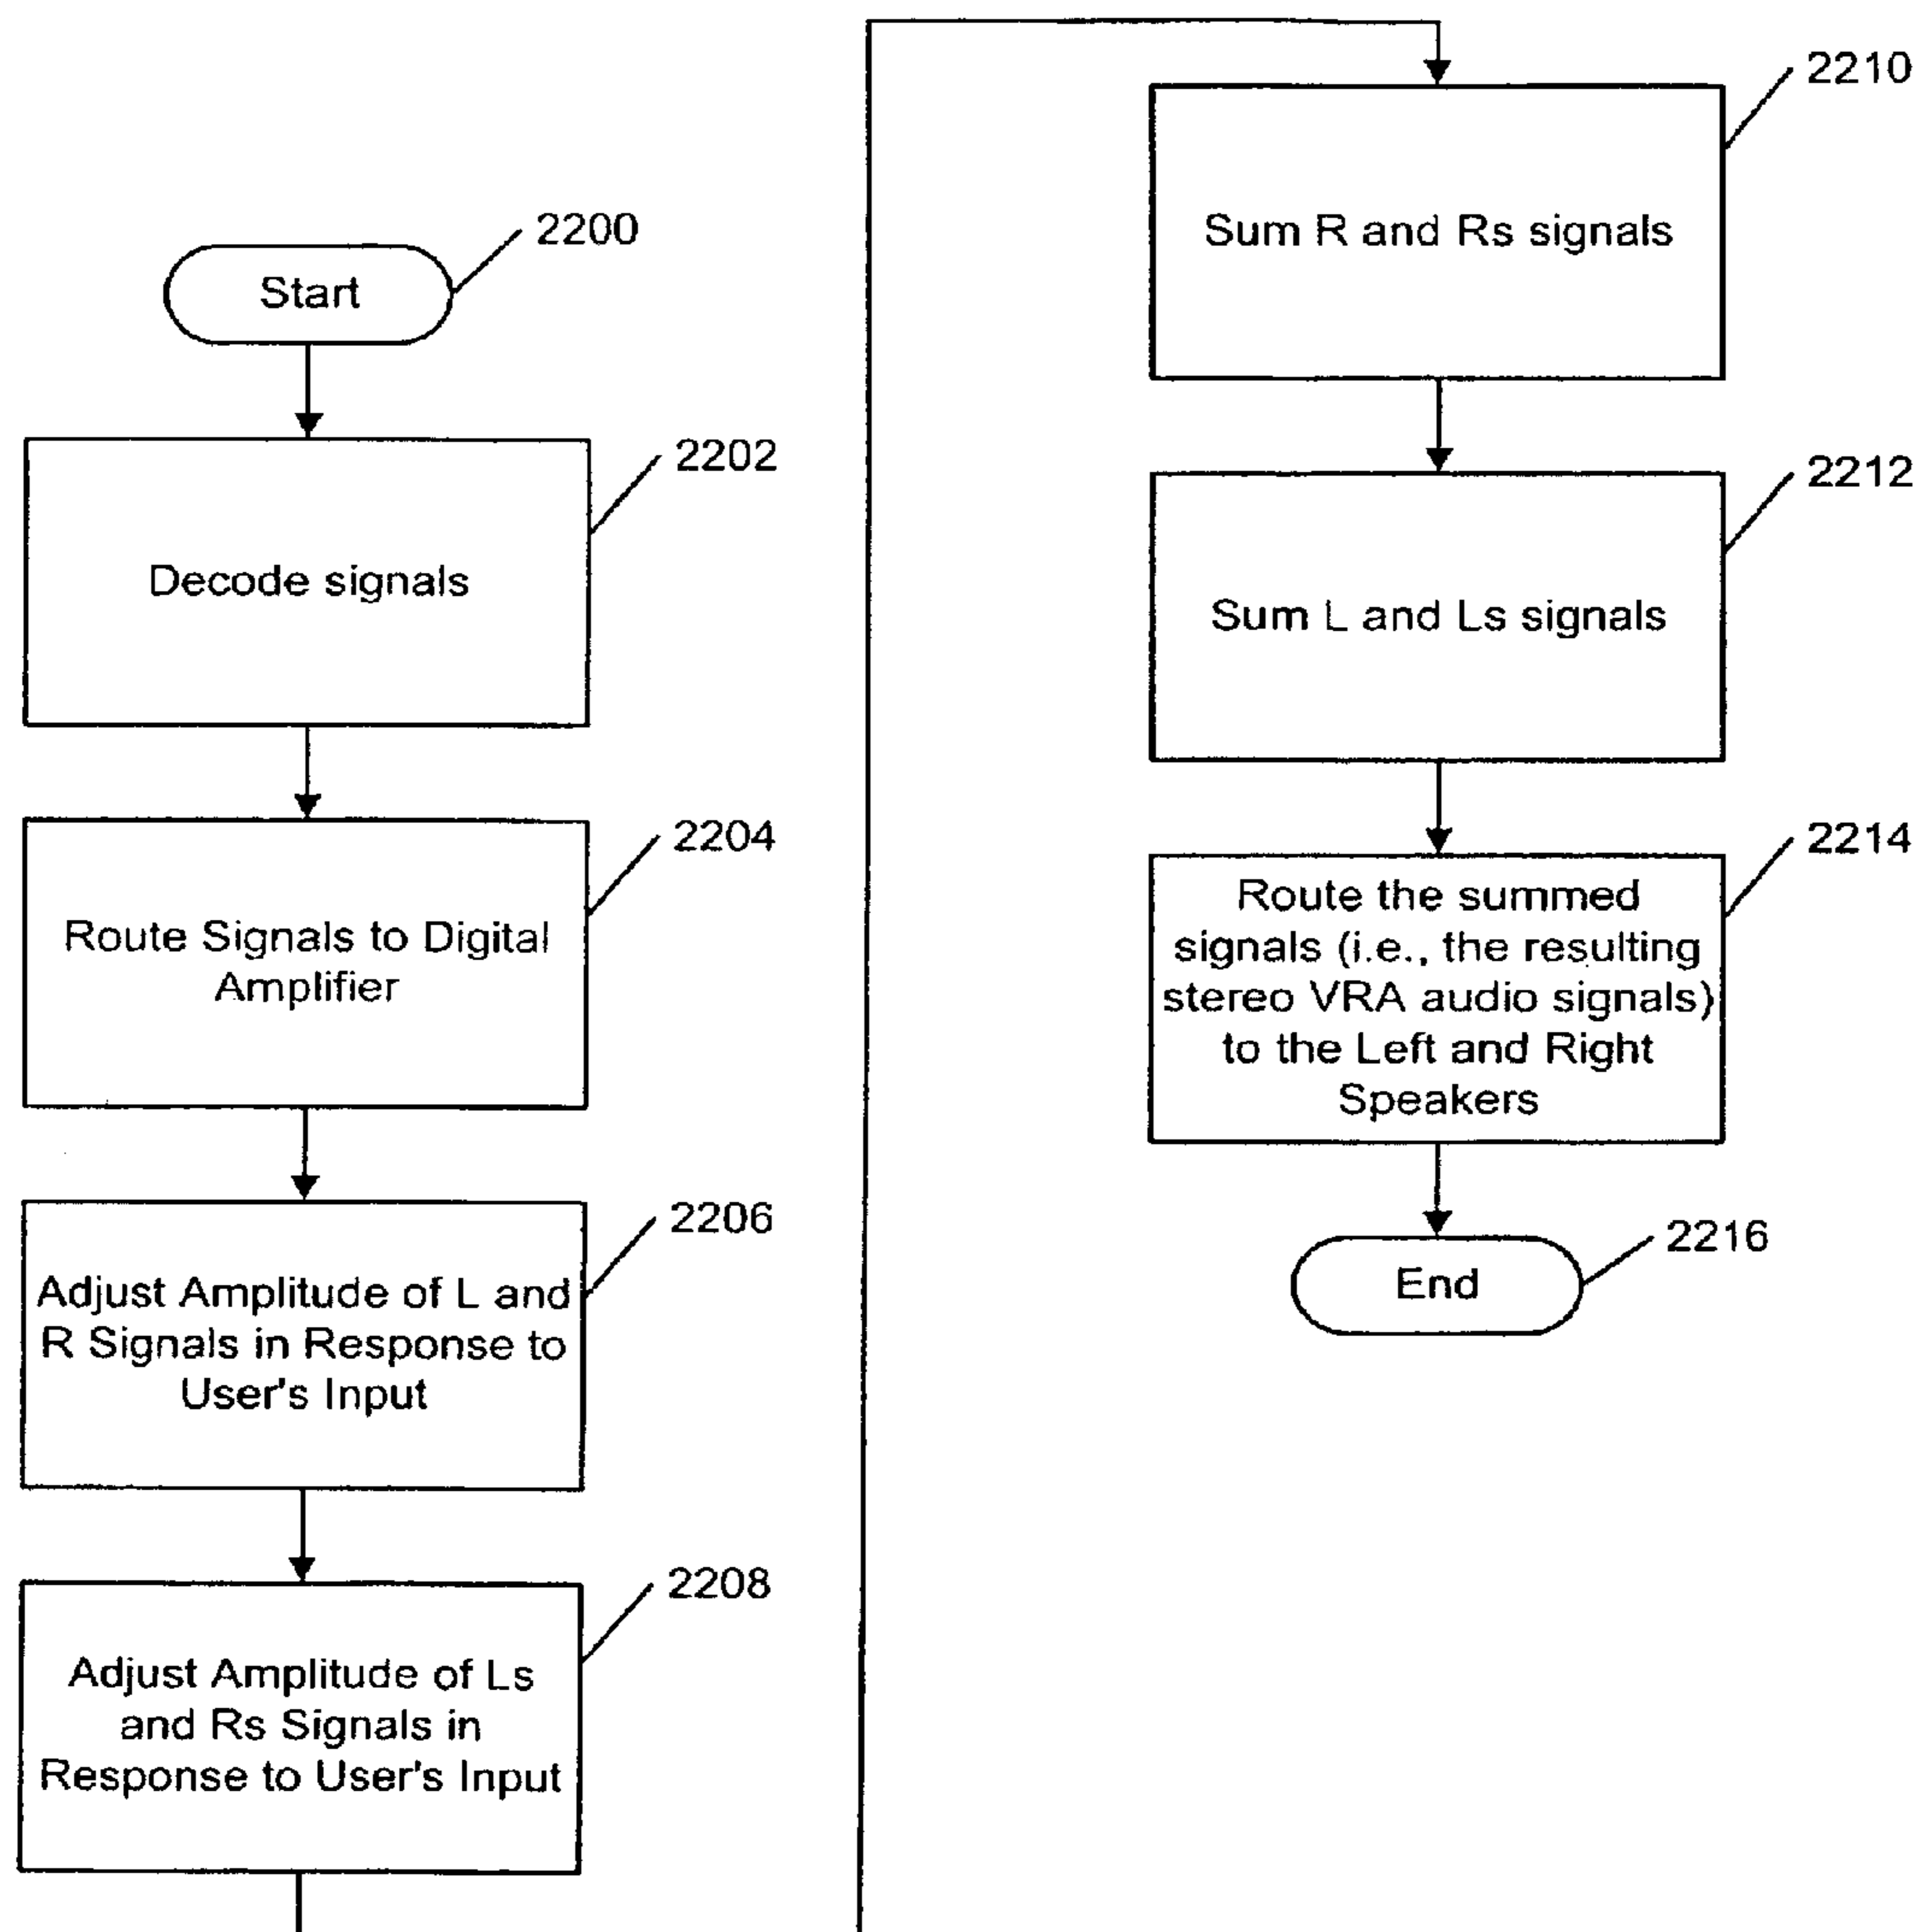 2200
Start
2202
Decode signals
2204
Route Signals to Digital
Amplifier
2206
Adjust Amplitude of L and
R Signals in Response to
User's Input
2208
Adjust Amplitude of Ls
and Rs Signals in
Response to User's Input
2210
Sum R and Rs signals
2212
Sum L and Ls signals
2214
Route the summed
signals (i.e., the resulting
stereo VRA audio signals)
to the Left and Right
Speakers
2216
End